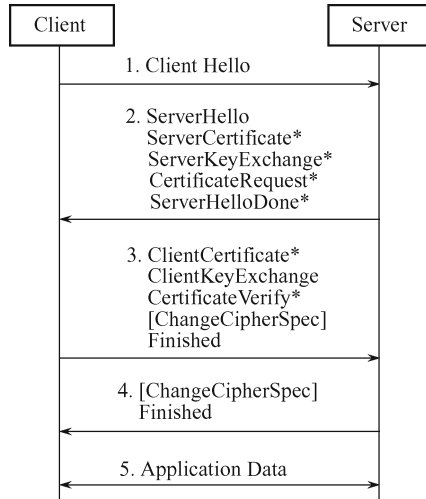 Client
Server
1. Client Hello
2. ServerHello
ServerCertificate*
ServerKeyExchange*
CertificateRequest*
ServerHelloDone*
3. ClientCertificate*
ClientKeyExchange
CertificateVerify*
[ChangeCipherSpec]
Finished
4. [ChangeCipherSpec]
Finished
5. Application Data